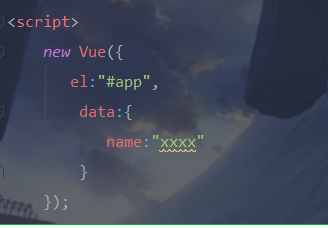 <script>
new Vue({
el:"#app",
data:{
name:"xxxx"
}
});